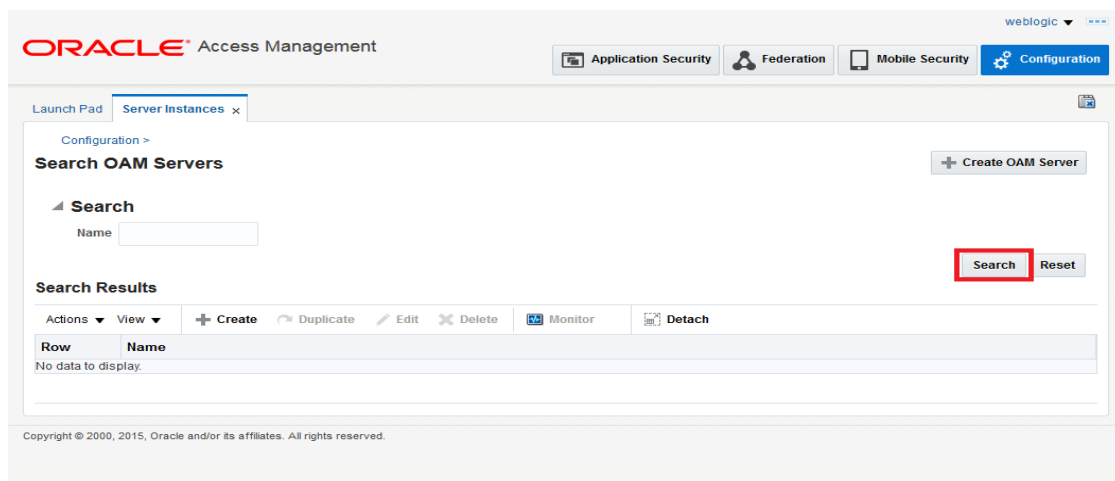 weblogic
ORACLE Access Management
Application Security Federation Mobile Security Configuration
Launch Pad Server Instances x
Configuration >
Search OAM Servers
Create OAM Server
Search
Name
Search Reset
Search Results
Actions View Create Duplicate Edit Delete Monitor Detach
Row Name
No data to display.
Copyright © 2000, 2015, Oracle and/or its affiliates. All rights reserved.